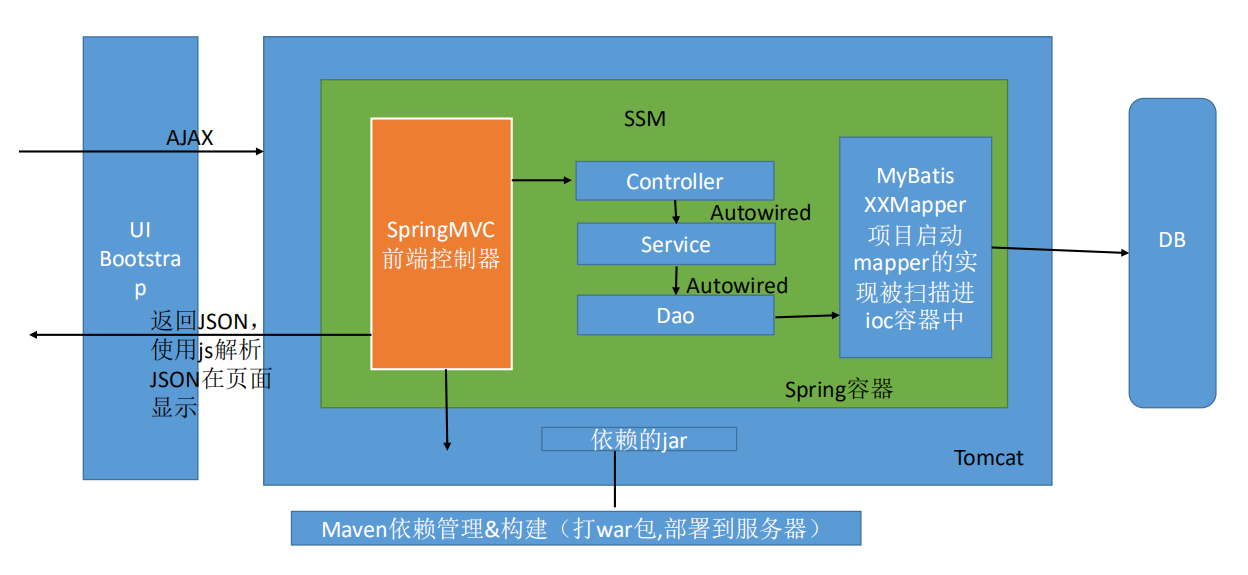 AJAX
UI
Bootstra
p
返回JSON，
使用js解析
JSON在页面
显示
SSM
SpringMVC
前端控制器
Controller
Autowired
Service
Autowired
Dao
MyBatis
XXMapper
项目启动
mapper的实
现被扫描进
ioc容器中
DB
Spring容器
依赖的jar
Tomcat
Maven依赖管理&构建（打war包,部署到服务器）